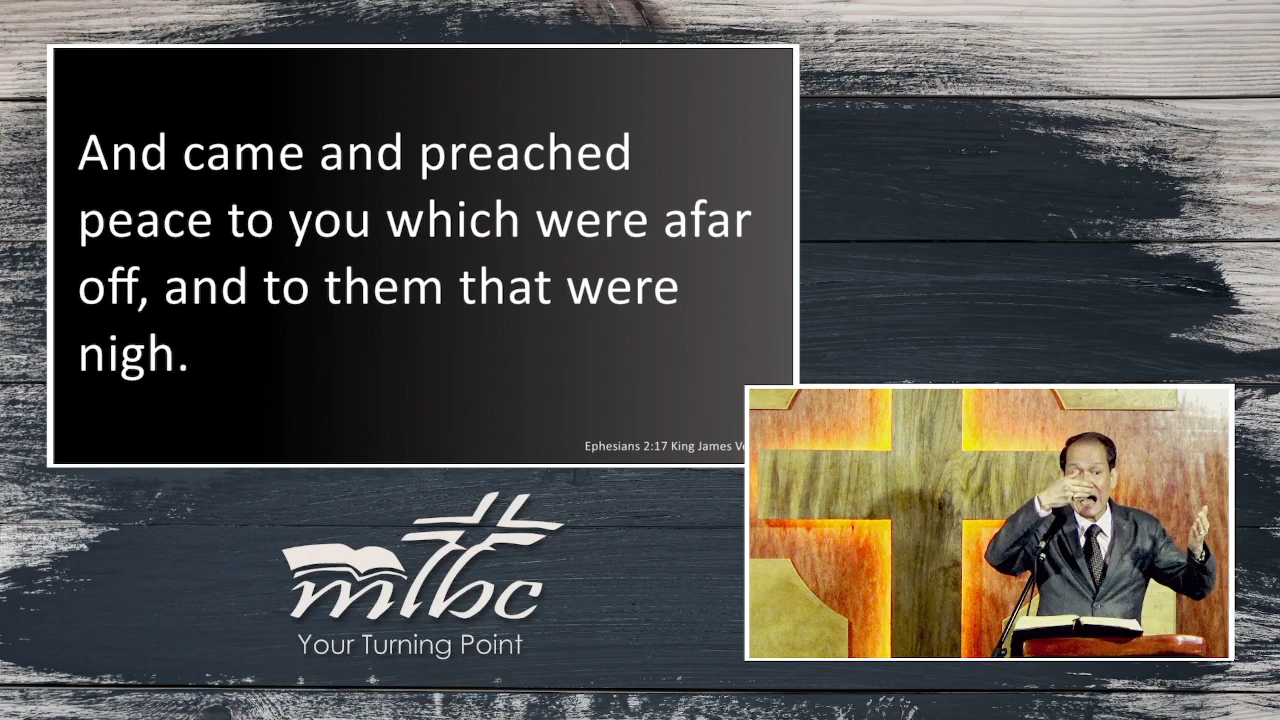 And came and preached
peace to you which were afar
off, and to them that were
nigh.
Ephesians 2:17 King James
mlbc
Your Turning Point